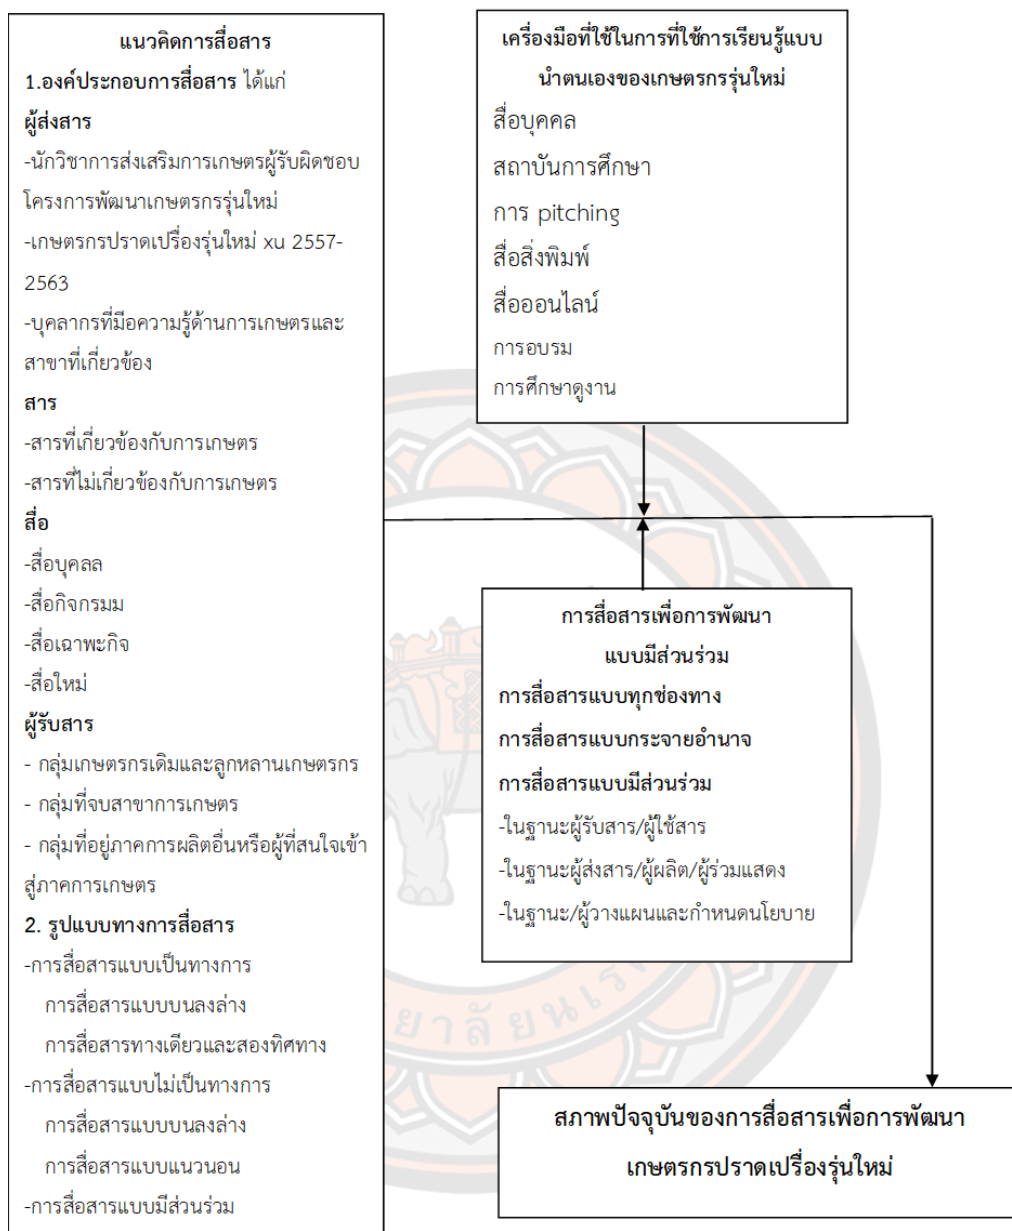 แนวคิดการสื่อสาร
1.องค์ประกอบการสื่อสาร ได้แก่
ผู้ส่งสาร
-นักวิชาการส่งเสริมการเกษตรผู้รับผิดชอบ
โครงการพัฒนาเกษตรกรรุ่นใหม่
-เกษตรกรปราดเปรื่องรุ่นใหม่ xu 2557-
2563
-บุคลากรที่มีอความรู้ด้านการเกษตรและ
สาขาที่เกี่ยวข้อง
สาร
-สารที่เกี่ยวข้องกับการเกษตร
-สารที่ไม่เกี่ยวข้องกับการเกษตร
สื่อ
-สื่อบุคลล
-สื่อกิจกรมม
-สื่อเฉาพะกิจ
-สื่อใหม่
ผู้รับสาร
- กลุ่มเกษตรกรเดิมและลูกหลานเกษตรกร
- กลุ่มที่จบสาขาการเกษตร
- กลุ่มที่อยู่ภาคการผลิตอื่นหรือผู้ที่สนใจเข้า
สู่ภาคการเกษตร
2. รูปแบบทางการสื่อสาร
-การสื่อสารแบบเป็นทางการ
การสื่อสารแบบบนลงล่าง
การสื่อสารทางเดียวและสองทิศทาง
-การสื่อสารแบบไม่เป็นทางการ
การสื่อสารแบบบนลงล่าง
การสื่อสารแบบแนวนอน
-การสื่อสารแบบมีส่วนร่วม
เครื่องมือที่ใช้ในการที่ใช้การเรียนรู้แบบ
นำตนเองของเกษตรกรรุ่นใหม่
สื่อบุคคล
สถาบันการศึกษา
การ pitching
สื่อสิ่งพิมพ์
สื่อออนไลน์
การอบรม
การศึกษาดูงาน
การสื่อสารเพื่อการพัฒนา
แบบมีส่วนร่วม
การสื่อสารแบบทุกช่องทาง
การสื่อสารแบบกระจายอำนาจ
การสื่อสารแบบมีส่วนร่วม
-ในฐานะผู้รับสาร/ผู้ใช้สาร
-ในฐานะผู้ส่งสาร/ผู้ผลิต/ผู้ร่วมแสดง
-ในฐานะ/ผู้วางแผนและกำหนดนโยบาย
สภาพปัจจุบันของการสื่อสารเพื่อการพัฒนา
เกษตรกรปราดเปรื่องรุ่นใหม่